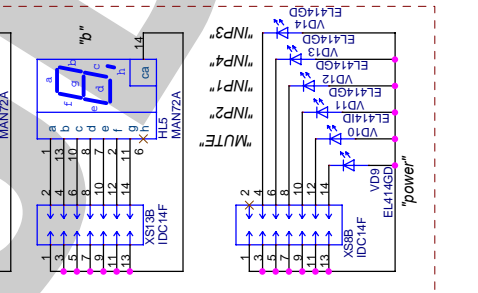 MAN72A
"b"
14
a
b
c
d
e
f
g
h
ca
a
b
c
d
e
f
g
h
1
13
10
8
7
2
11
6
HL5
MAN72A
2
4
6
8
10
12
14
XS13B
IDC14F
1
3
5
7
9
11
13
"INP3"
"INP4"
"INP1"
"INP2"
"MUTE"
EL414GD
VD14
EL414GD
VD13
EL414GD
VD12
EL414GD
VD11
EL414ID
VD10
VD9
EL414GD
"power"
2
4
6
8
10
12
14
XS8B
IDC14F
1
3
5
7
9
11
13